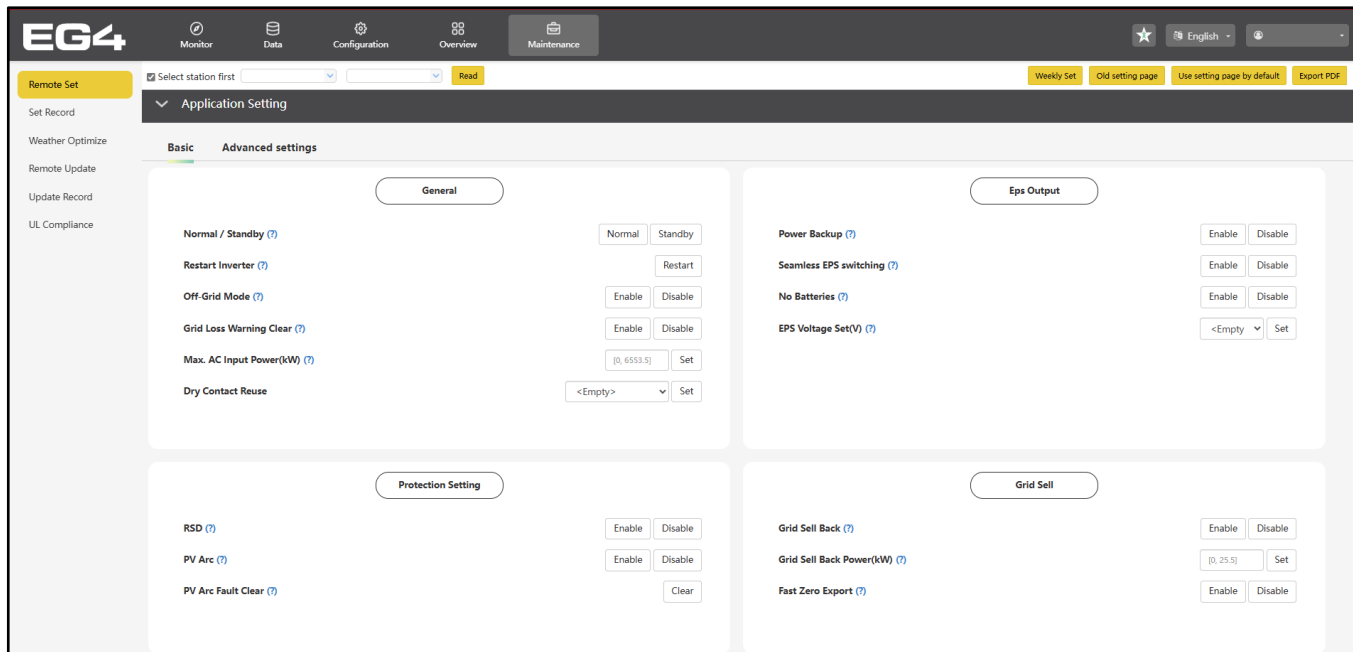 EG4
Monitor
Data
Configuration
Overview
Maintenance
English
Remote Set
Set Record
Weather Optimize
Remote Update
Update Record
UL Compliance
Select station first
Read
Weekly Set
Old setting page
Use setting page by default
Export PDF
Application Setting
Basic
Advanced settings
General
Normal / Standby (?)
Normal
Standby
Restart Inverter (?)
Restart
Off-Grid Mode (?)
Enable
Disable
Grid Loss Warning Clear (?)
Enable
Disable
Max. AC Input Power(kW) (?)
[0, 6553.5]
Set
Dry Contact Reuse
<Empty>
Set
Eps Output
Power Backup (?)
Enable
Disable
Seamless EPS switching (?)
Enable
Disable
No Batteries (?)
Enable
Disable
EPS Voltage Set(V) (?)
<Empty
Set
Protection Setting
RSD (?)
Enable
Disable
PV Arc (?)
Enable
Disable
PV Arc Fault Clear (?)
Clear
Grid Sell
Grid Sell Back (?)
Enable
Disable
Grid Sell Back Power(kW) (?)
[0, 25.5]
Set
Fast Zero Export (?)
Enable
Disable